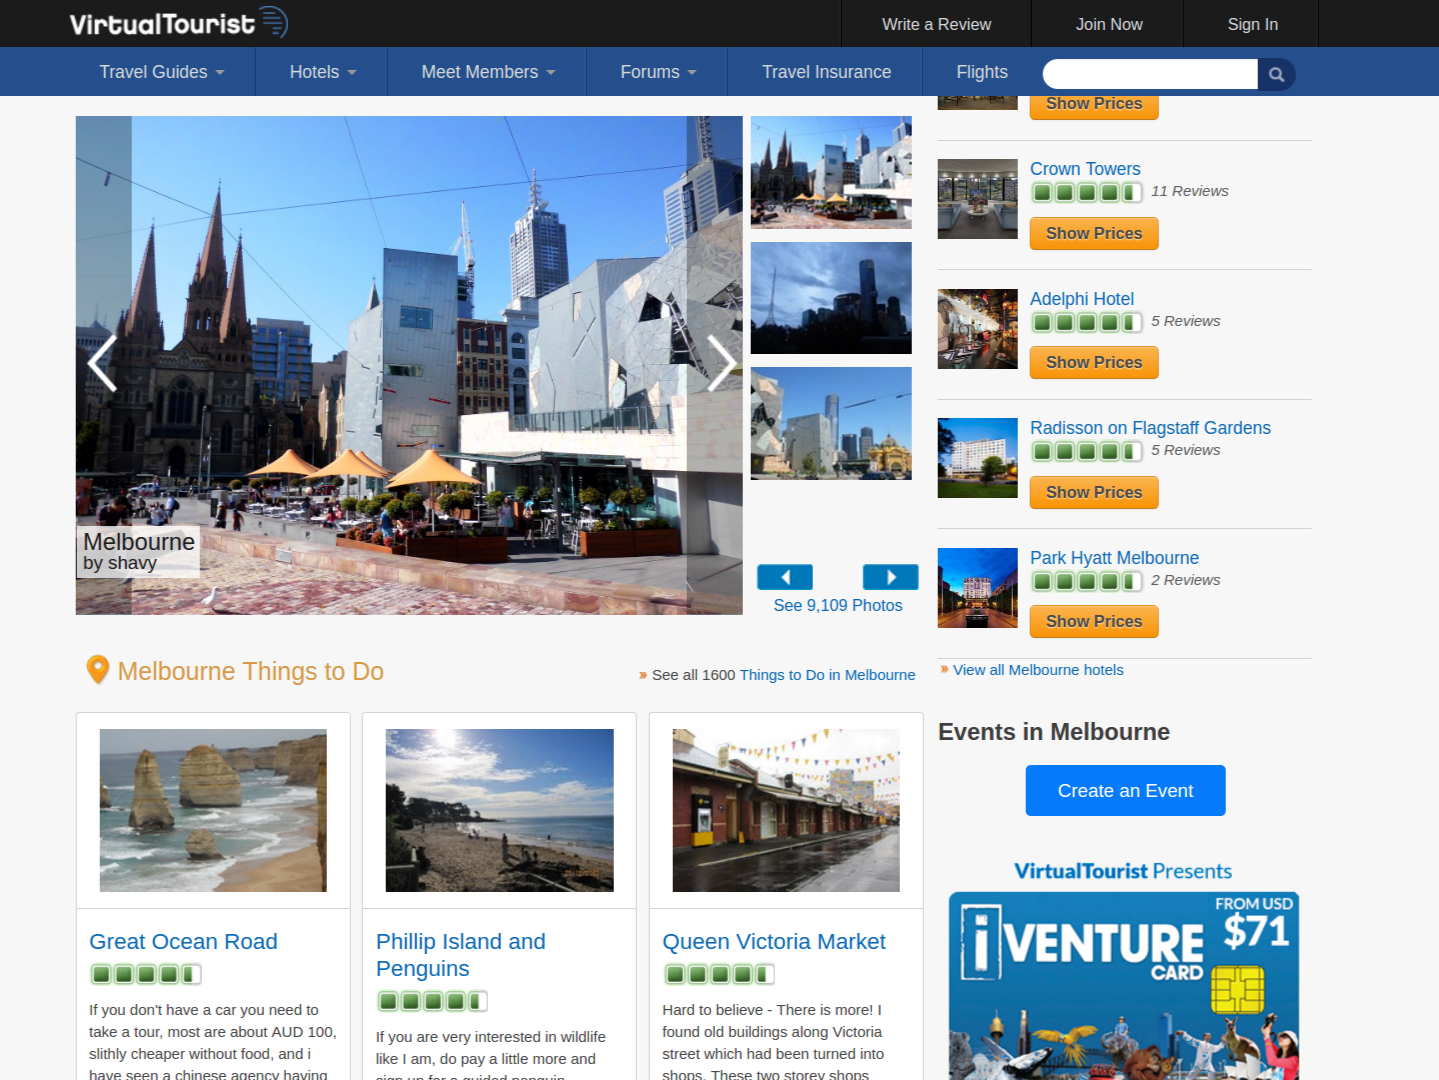 VirtualTourist
Write a Review
Join Now
Sign In
Travel Guides
Hotels
Meet Members
Forums
Travel Insurance
Flights
Show Prices
Crown Towers
11 Reviews
Show Prices
Adelphi Hotel
5 Reviews
Show Prices
Radisson on Flagstaff Gardens
5 Reviews
Show Prices
Park Hyatt Melbourne
2 Reviews
Show Prices
View all Melbourne hotels
Melbourne
by shavy
See 9,109 Photos
Melbourne Things to Do
See all 1600 Things to Do in Melbourne
Great Ocean Road
If you don't have a car you need to
take a tour, most are about AUD 100,
slithly cheaper without food, and i
have seen a chinese agency having
Phillip Island and
Penguins
If you are very interested in wildlife
like I am, do pay a little more and
sign up for a guided penguin
Queen Victoria Market
Hard to believe - There is more! I
found old buildings along Victoria
street which had been turned into
shops. These two storey shops
Events in Melbourne
Create an Event
VirtualTourist Presents
FROM USD
$71
iVENTURE
CARD